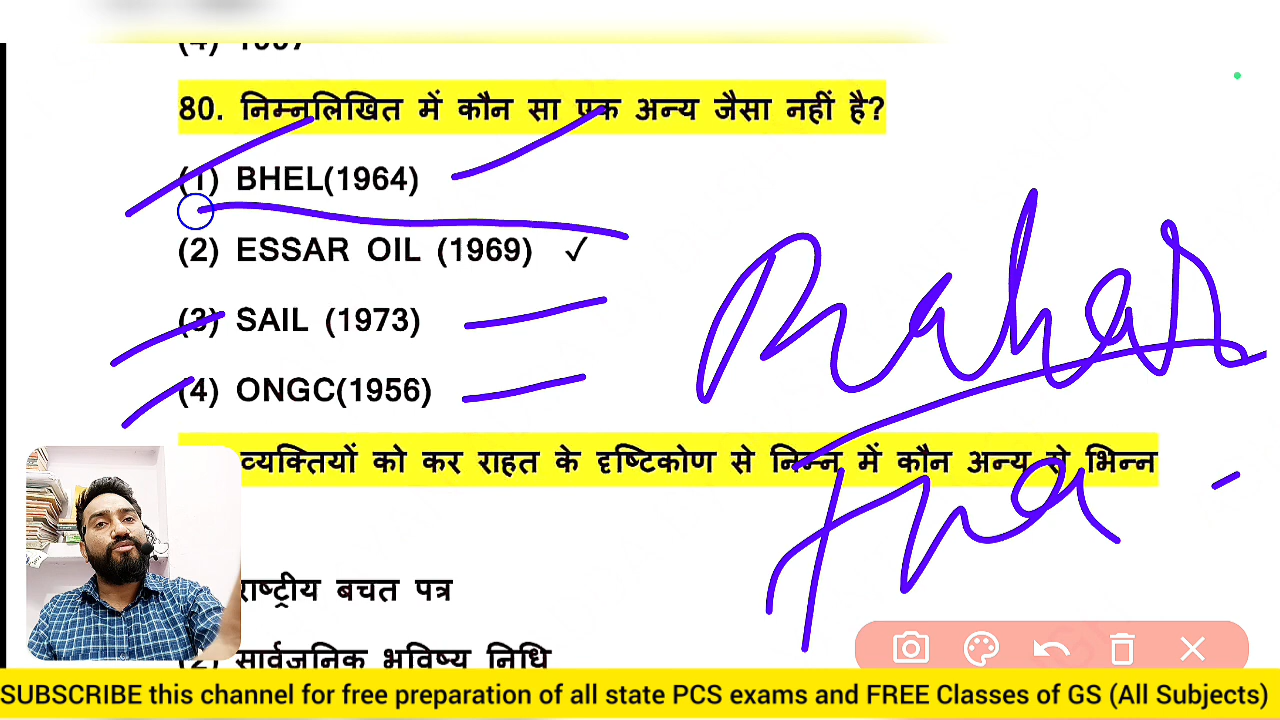 80. निम्नलिखित में कौन सा एक अन्य जैसा नहीं है?
(1) BHEL(1964)
(2) ESSAR OIL (1969) ✓
(3) SAIL (1973)
(4) ONGC(1956)
व्यक्तियों को कर राहत के दृष्टिकोण से निम्न में कौन अन्य से भिन्न
राष्ट्रीय बचत पत्र
(2) सार्वजनिक भविष्य निधि
SUBSCRIBE this channel for free preparation of all state PCS exams and FREE Classes of GS (All Subjects)